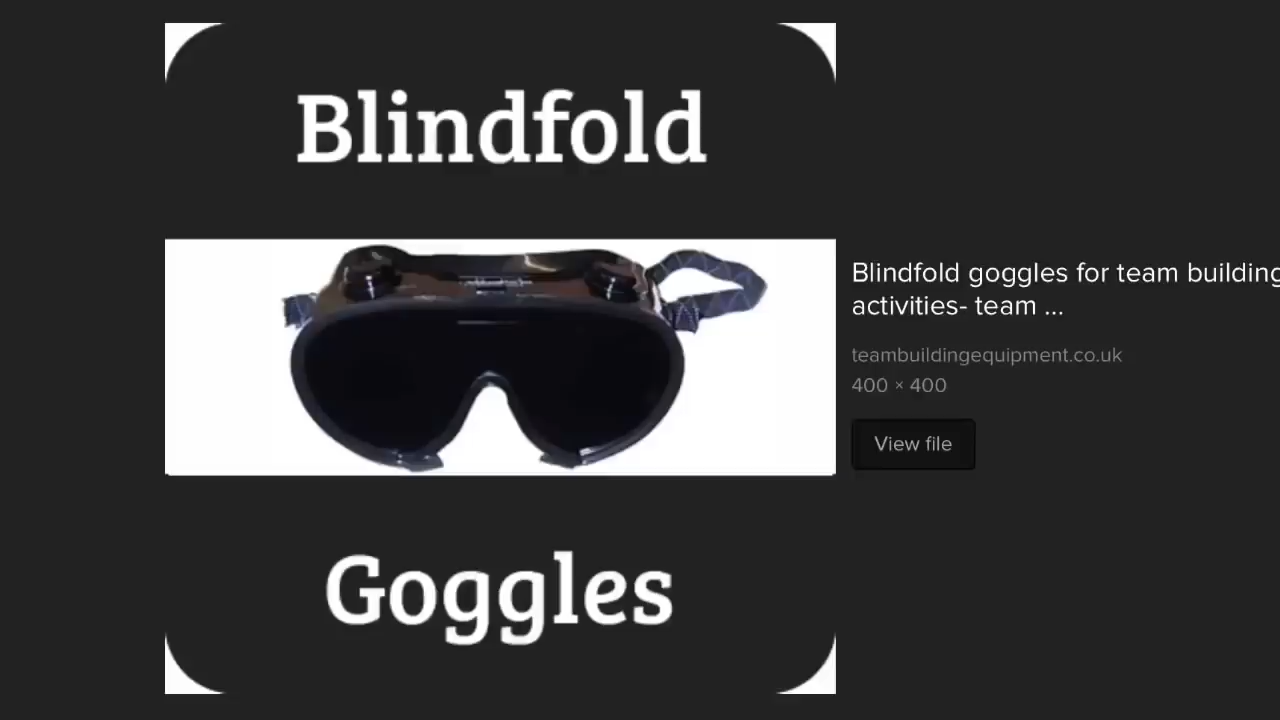 Blindfold
Goggles
Blindfold goggles for team building
activities- team ...
teambuildingequipment.co.uk
400 × 400
View file